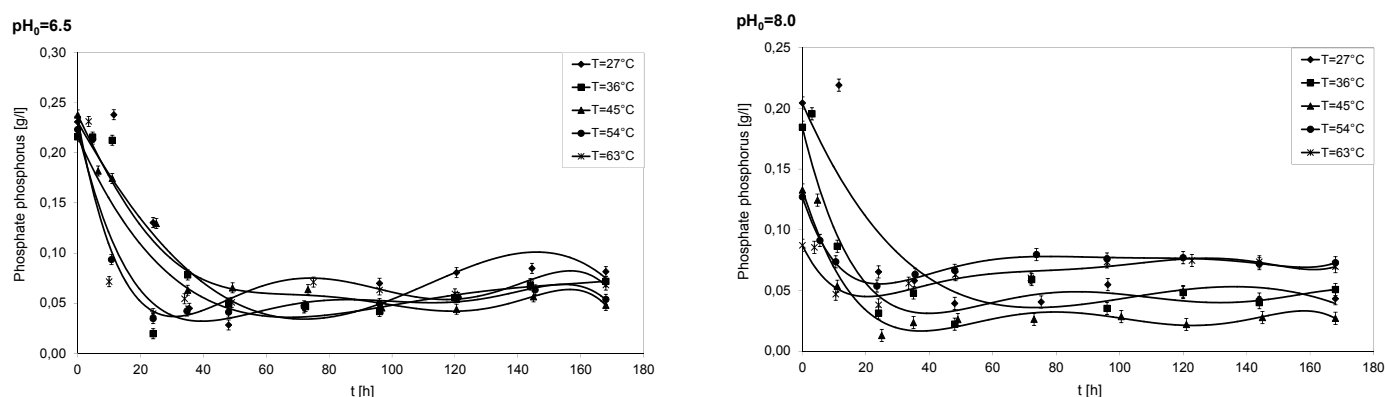 pH₀=6.5
0,30
0,25
0,20
0,15
0,10
0,05
0,00
Phosphate phosphorus [g/l]
0 20 40 60 80 100 120 140 160 180
t [h]
T=27°C
T=36°C
T=45°C
T=54°C
T=63°C
pH₀=8.0
0,25
0,20
0,15
0,10
0,05
0,00
Phosphate phosphorus [g/l]
0 20 40 60 80 100 120 140 160 180
t [h]
T=27°C
T=36°C
T=45°C
T=54°C
T=63°C